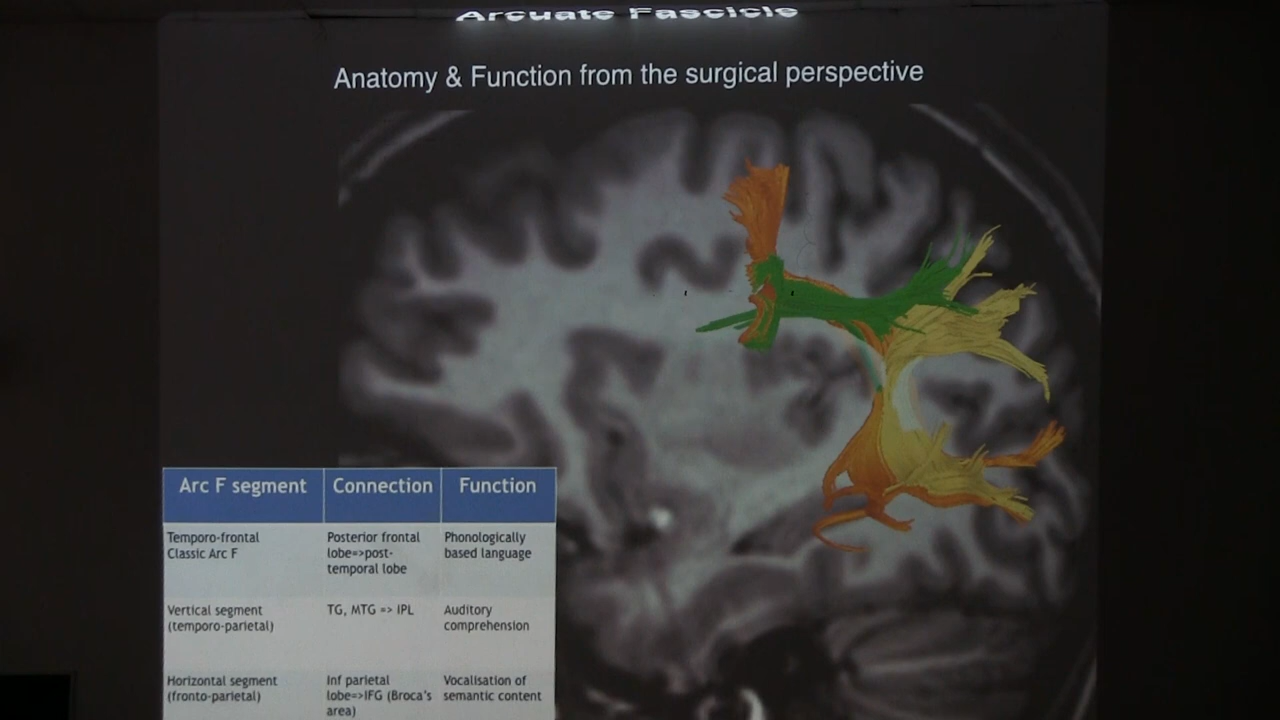 Arcuate Fascicle
Anatomy & Function from the surgical perspective
Arc F segment
Connection
Function
Temporo-frontal
Classic Arc F
Posterior frontal
lobe=>post-
temporal lobe
Phonologically
based language
Vertical segment
(temporo-parietal)
TG, MTG => IPL
Auditory
comprehension
Horizontal segment
(fronto-parietal)
Inf parietal
lobe=>IFG (Broca's
area)
Vocalisation of
semantic content